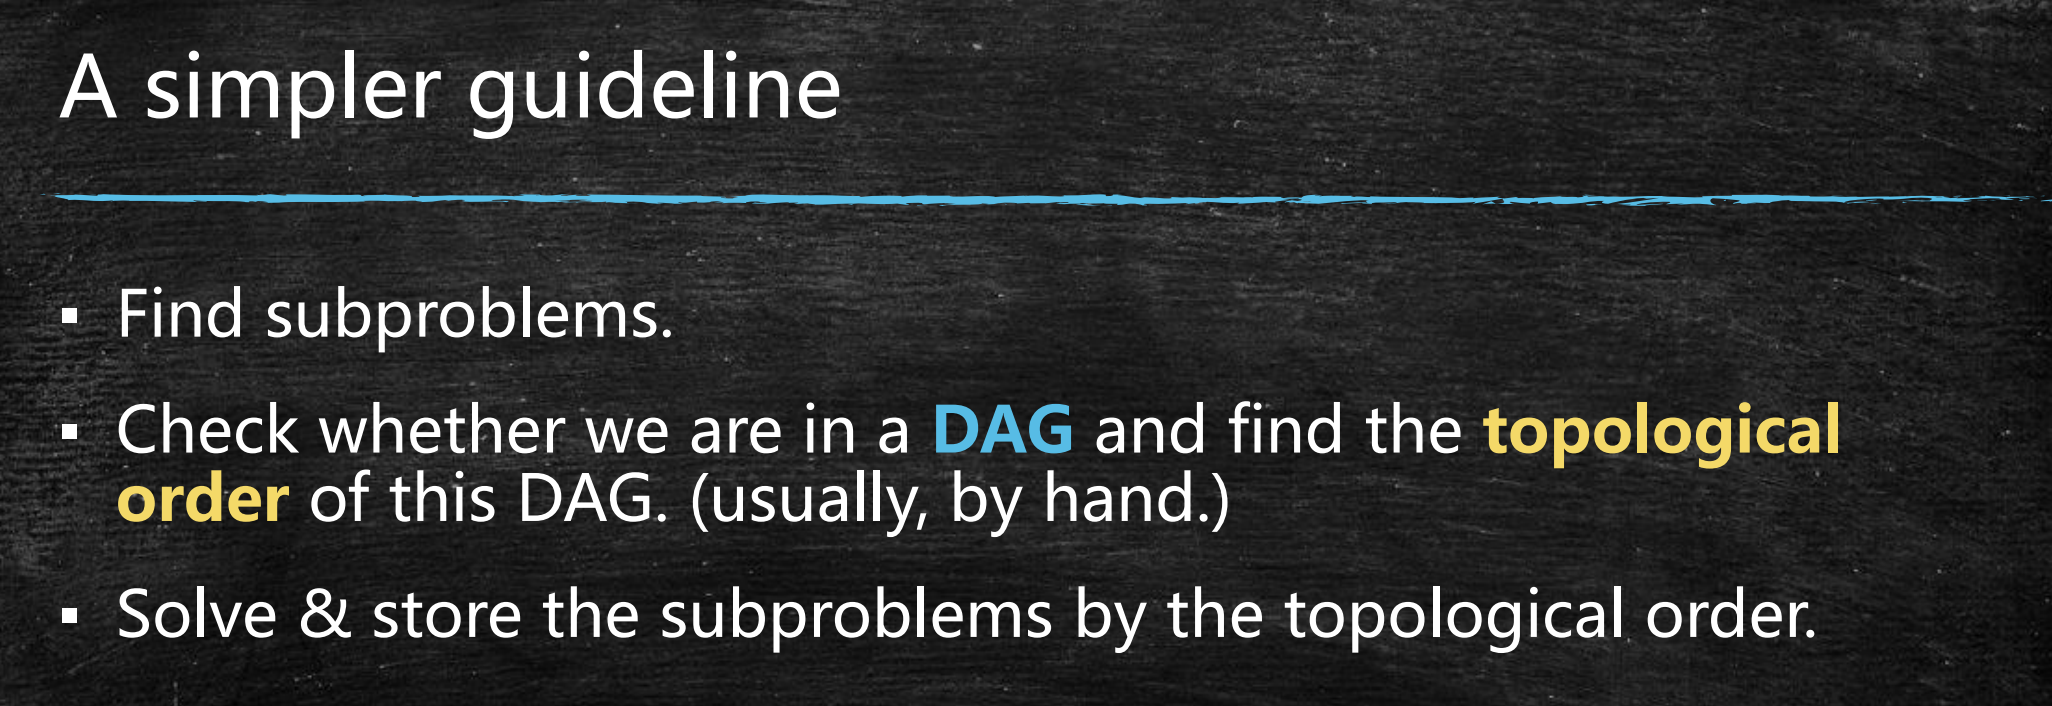 A simpler guideline
▪ Find subproblems.
▪ Check whether we are in a DAG and find the topological
order of this DAG. (usually, by hand.)
▪ Solve & store the subproblems by the topological order.